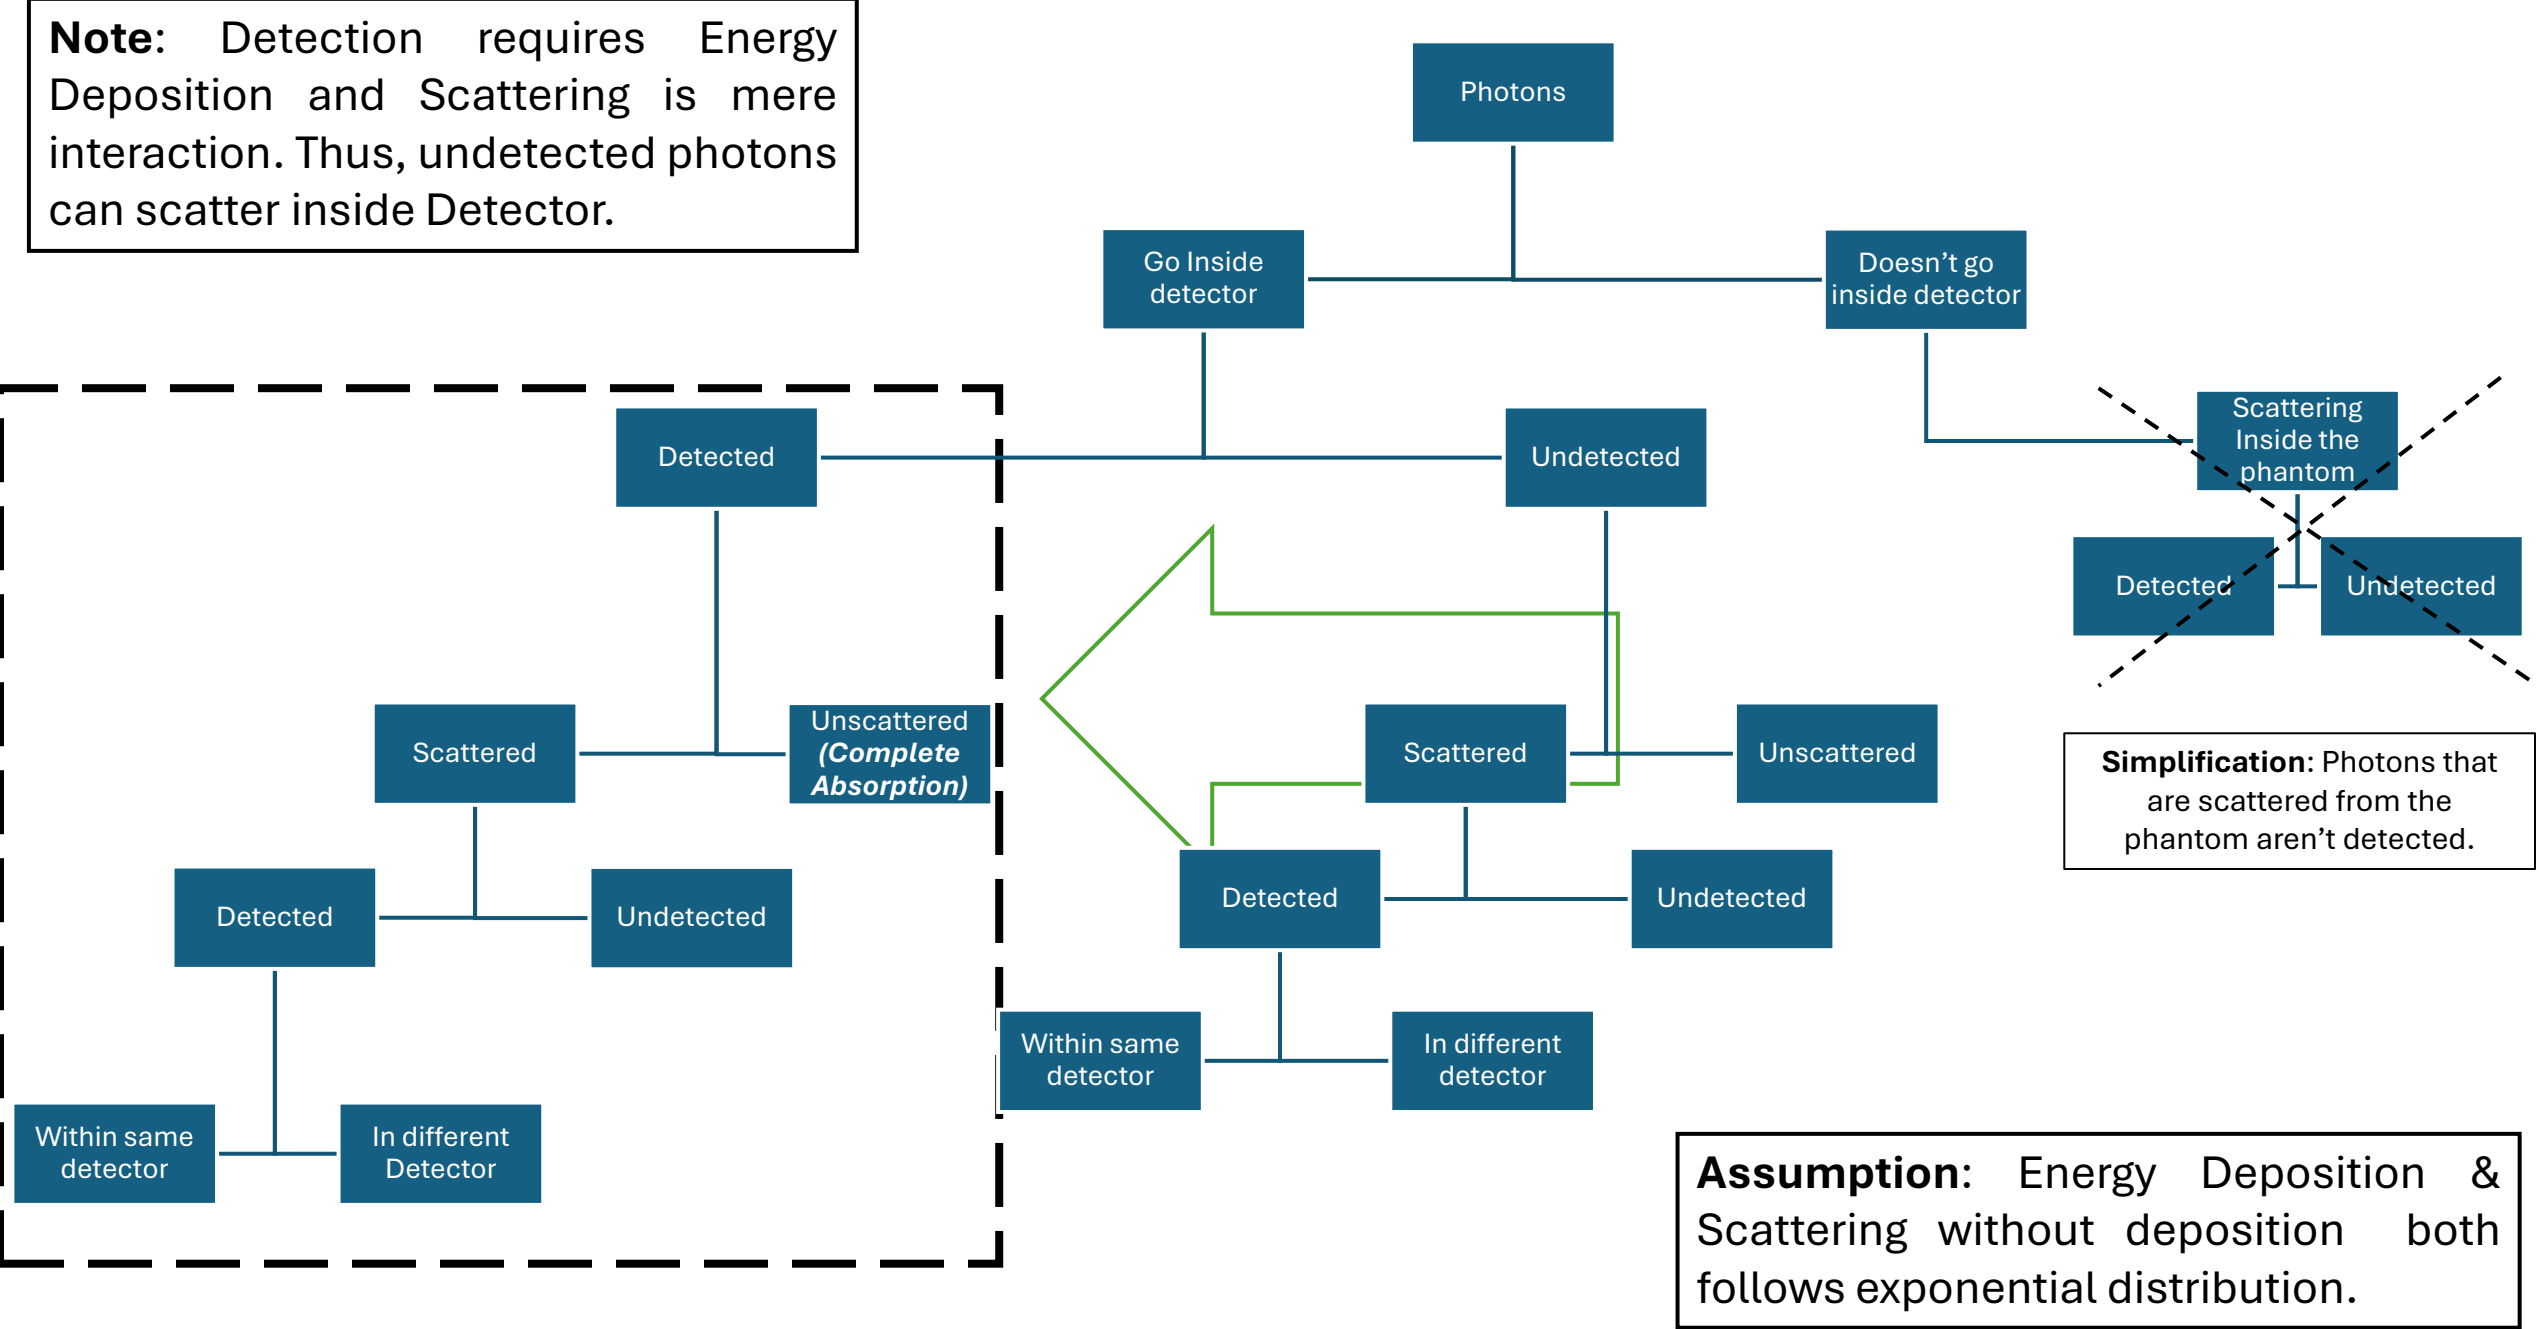 Note: Detection requires Energy
Deposition and Scattering is mere
interaction. Thus, undetected photons
can scatter inside Detector.
Photons
Go Inside
detector
Doesn't go
inside detector
Detected
Undetected
Scattering
Inside the
phantom
Detected
Undetected
Scattered
Unscattered
(Complete
Absorption)
Scattered
Unscattered
Simplification: Photons that
are scattered from the
phantom aren't detected.
Detected
Undetected
Detected
Undetected
Within same
detector
In different
detector
Within same
detector
In different
Detector
Assumption: Energy Deposition &
Scattering without deposition both
follows exponential distribution.